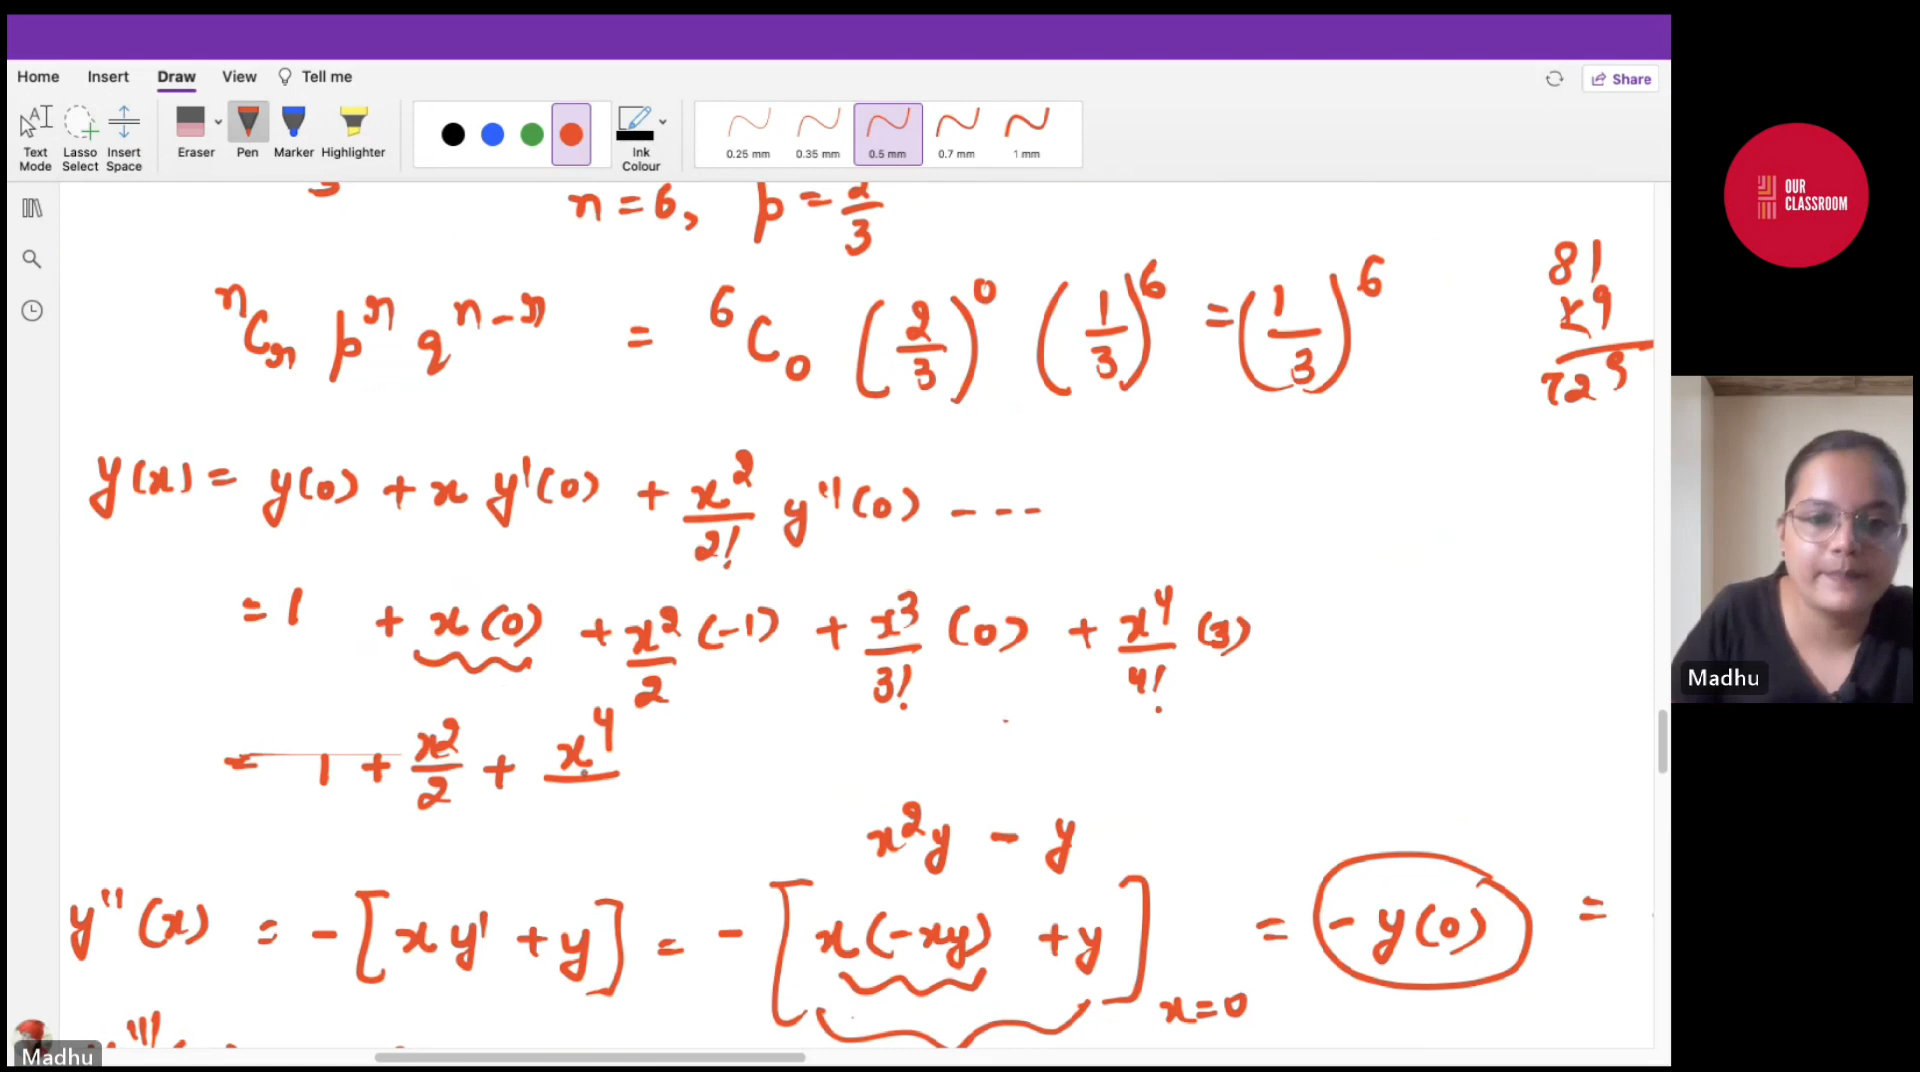 Home Insert Draw View Tell me
Share
Text Mode
Lasso Select
Insert Space
Eraser
Pen
Marker
Highlighter
Ink Colour
0.25 mm
0.35 mm
0.5 mm
0.7 mm
1 mm
OUR CLASSROOM
n = 6, p = 2/3
ⁿCᵣ pʳ qⁿ⁻ʳ = ⁶C₀ (2/3)⁰ (1/3)⁶ = (1/3)⁶
81
×9
729
y(x) = y(0) + x y'(0) + x²/2! y''(0) ----
= 1 + x(0) + x²/2 (-1) + x³/3! (0) + x⁴/4! (3)
= 1 + x²/2 + x⁴
x²y - y
y''(x) = -[xy' + y] = -[x(-xy) + y]ₓ₌₀ = -y(0) =
Madhu
Madhu